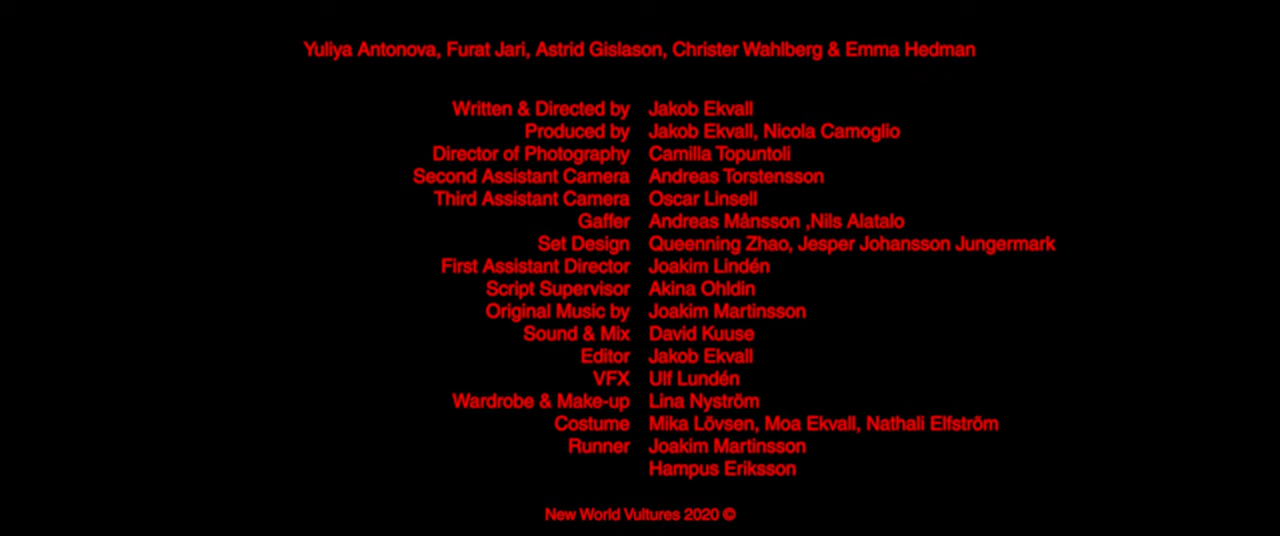 Yuliya Antonova, Furat Jari, Astrid Gislason, Christer Wahlberg & Emma Hedman
Written & Directed by Jakob Ekvall
Produced by Jakob Ekvall, Nicola Camoglio
Director of Photography Camilla Topuntoli
Second Assistant Camera Andreas Torstensson
Third Assistant Camera Oscar Linsell
Gaffer Andreas Månsson ,Nils Alatalo
Set Design Queenning Zhao, Jesper Johansson Jungermark
First Assistant Director Joakim Lindén
Script Supervisor Akina Ohldin
Original Music by Joakim Martinsson
Sound & Mix David Kuuse
Editor Jakob Ekvall
VFX Ulf Lundén
Wardrobe & Make-up Lina Nyström
Costume Mika Lövsen, Moa Ekvall, Nathali Elfström
Runner Joakim Martinsson
Hampus Eriksson
New World Vultures 2020 ©